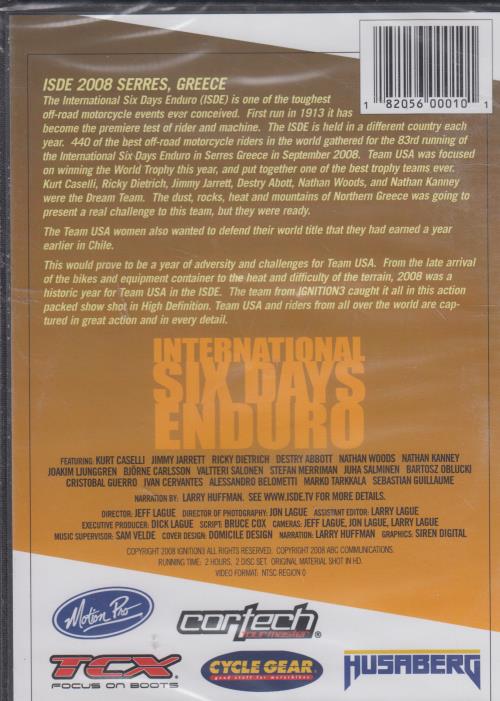 1 82056 00010 1
ISDE 2008 SERRES, GREECE
The International Six Days Enduro (ISDE) is one of the toughest
off-road motorcycle events ever conceived. First run in 1913 it has
become the premiere test of rider and machine. The ISDE is held in a different country each
year. 440 of the best off-road motorcycle riders in the world gathered for the 83rd running of
the International Six Days Enduro in Serres Greece in September 2008. Team USA was focused
on winning the World Trophy this year, and put together one of the best trophy teams ever.
Kurt Caselli, Ricky Dietrich, Jimmy Jarrett, Destry Abott, Nathan Woods, and Nathan Kanney
were the Dream Team. The dust, rocks, heat and mountains of Northern Greece was going to
present a real challenge to this team, but they were ready.
The Team USA women also wanted to defend their world title that they had earned a year
earlier in Chile.
This would prove to be a year of adversity and challenges for Team USA. From the late arrival
of the bikes and equipment container to the heat and difficulty of the terrain, 2008 was a
historic year for Team USA in the ISDE. The team from IGNITION3 caught it all in this action
packed show shot in High Definition. Team USA and riders from all over the world are cap-
tured in great action and in every detail.
INTERNATIONAL
SIX DAYS
ENDURO
FEATURING: KURT CASELLI, JIMMY JARRETT, RICKY DIETRICH, DESTRY ABBOTT, NATHAN WOODS, NATHAN KANNEY
JOAKIM LJUNGGREN, BJÖRNE CARLSSON, VALTTERI SALONEN, STEFAN MERRIMAN, JUHA SALMINEN, BARTOSZ OBLUCKI
CRISTOBAL GUERRO, IVAN CERVANTES, ALESSANDRO BELOMETTI, MARKO TARKKALA, SEBASTIAN GUILLAUME
NARRATION BY: LARRY HUFFMAN. SEE WWW.ISDE.TV FOR MORE DETAILS.
DIRECTOR: JEFF LAGUE DIRECTOR OF PHOTOGRAPHY: JON LAGUE ASSISTANT EDITOR: LARRY LAGUE
EXECUTIVE PRODUCER: DICK LAGUE SCRIPT: BRUCE COX CAMERAS: JEFF LAGUE, JON LAGUE, LARRY LAGUE
MUSIC SUPERVISOR: SAM VELDE COVER DESIGN: DOMICILE DESIGN NARRATION: LARRY HUFFMAN GRAPHICS: SIREN DIGITAL
COPYRIGHT 2008 IGNITION3 ALL RIGHTS RESERVED. COPYRIGHT 2008 ABC COMMUNICATIONS.
RUNNING TIME: 2 HOURS, 2 DISC SET. ORIGINAL MATERIAL SHOT IN HD.
VIDEO FORMAT: NTSC REGION 0
Motion Pro
cortech
TOURMASTER
TCX
FOCUS ON BOOTS
CYCLE GEAR
good stuff for motorbikes
HUSABERG